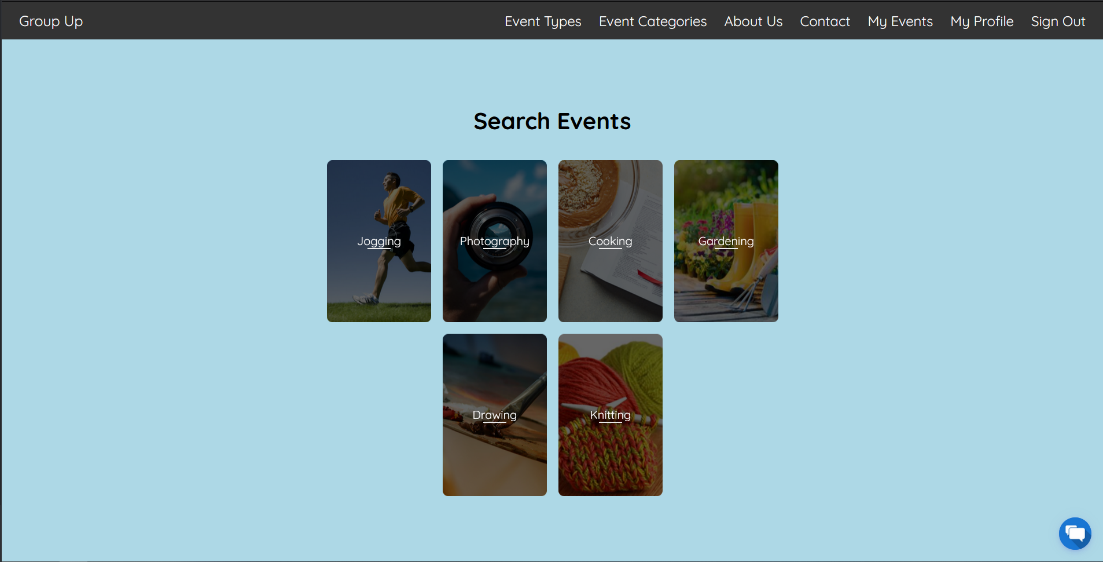 Group Up
Event Types Event Categories About Us Contact My Events My Profile Sign Out
Search Events
Jogging Photography Cooking Gardening
Drawing Knitting